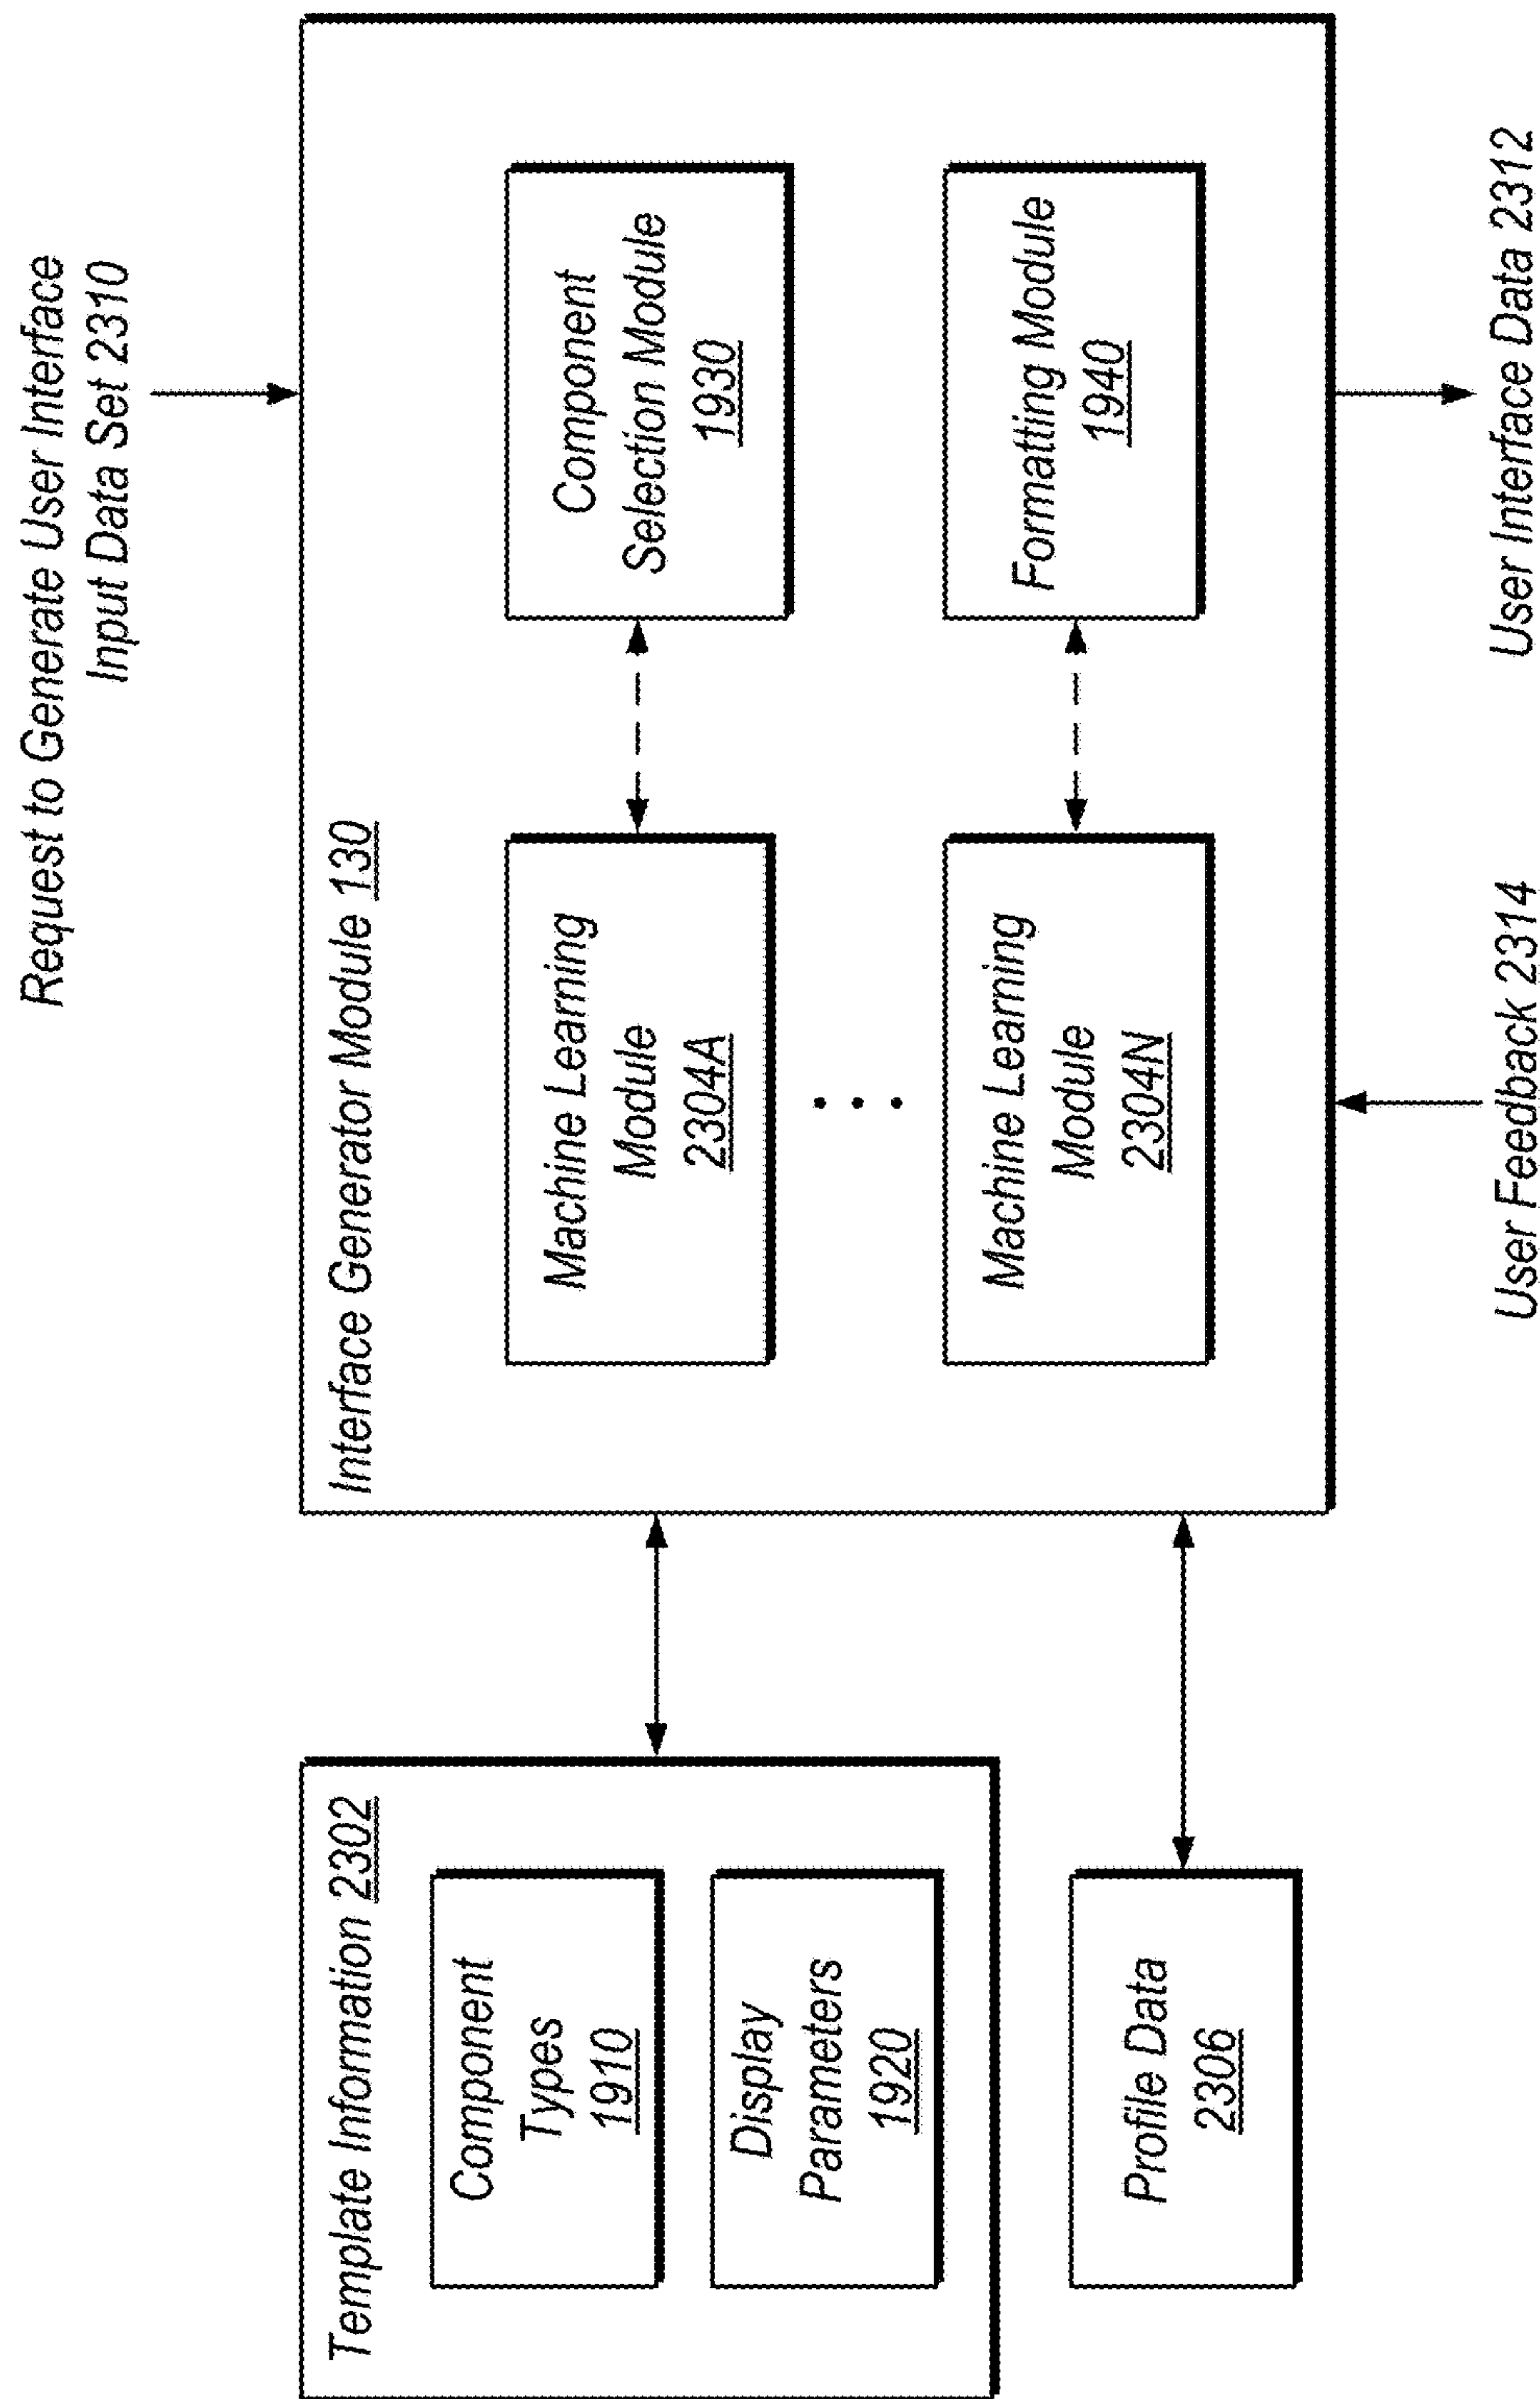 Request to Generate User Interface
Input Data Set 2310
Template Information 2302
Component
Types
1910
Display
Parameters
1920
Profile Data
2306
Interface Generator Module 130
Machine Learning
Module
2304A
Component
Selection Module
1930
. . .
Machine Learning
Module
2304N
Formatting Module
1940
User Feedback 2314
User Interface Data 2312